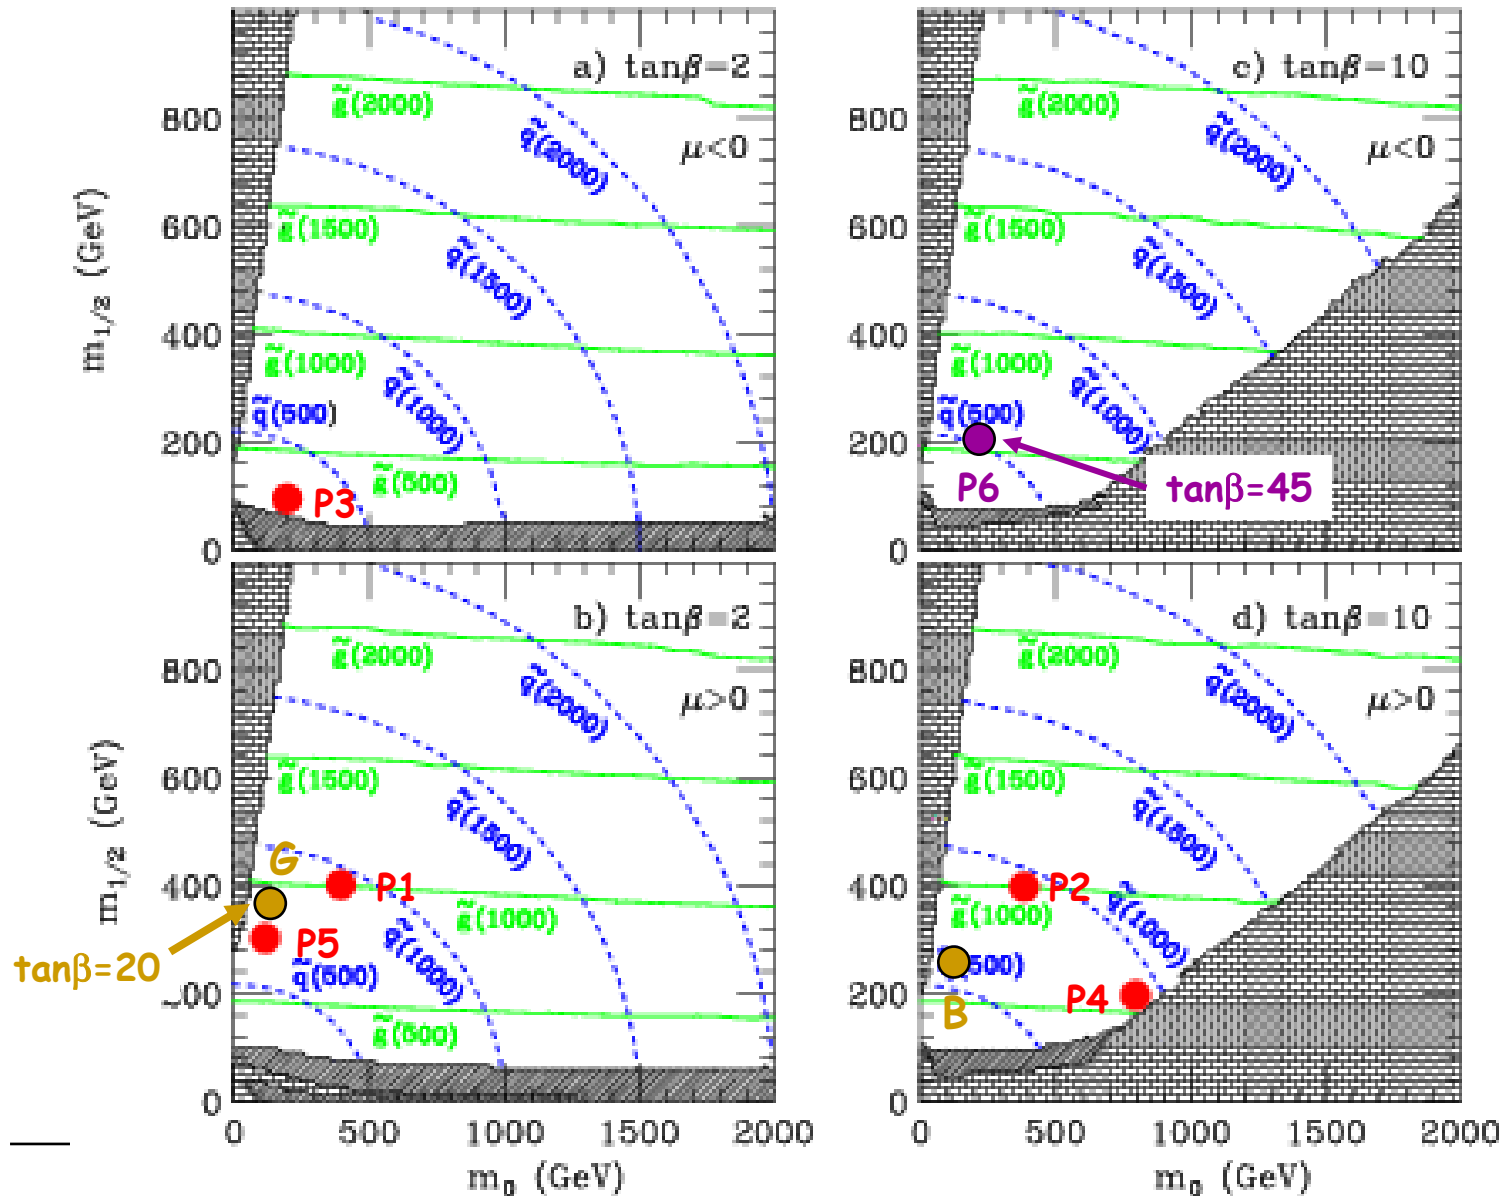 a) tanβ=2
μ<0
m₁/₂ (GeV)
800
600
400
200
0
g̃(2000)
q̃(2000)
g̃(1500)
q̃(1500)
g̃(1000)
q̃(1000)
q̃(500)
g̃(500)
P3
c) tanβ=10
μ<0
800
600
400
200
0
g̃(2000)
q̃(2000)
g̃(1500)
q̃(1500)
g̃(1000)
q̃(1000)
q̃(500)
P6
tanβ=45
b) tanβ=2
μ>0
m₁/₂ (GeV)
800
600
400
0
g̃(2000)
q̃(2000)
g̃(1500)
q̃(1500)
G
P1
g̃(1000)
P5
tanβ=20
q̃(500)
q̃(1000)
g̃(500)
0 500 1000 1500 2000
m₀ (GeV)
d) tanβ=10
μ>0
800
600
400
200
0
g̃(2000)
q̃(2000)
g̃(1500)
q̃(1500)
P2
g̃(1000)
q̃(1000)
500)
B
P4
0 500 1000 1500 2000
m₀ (GeV)